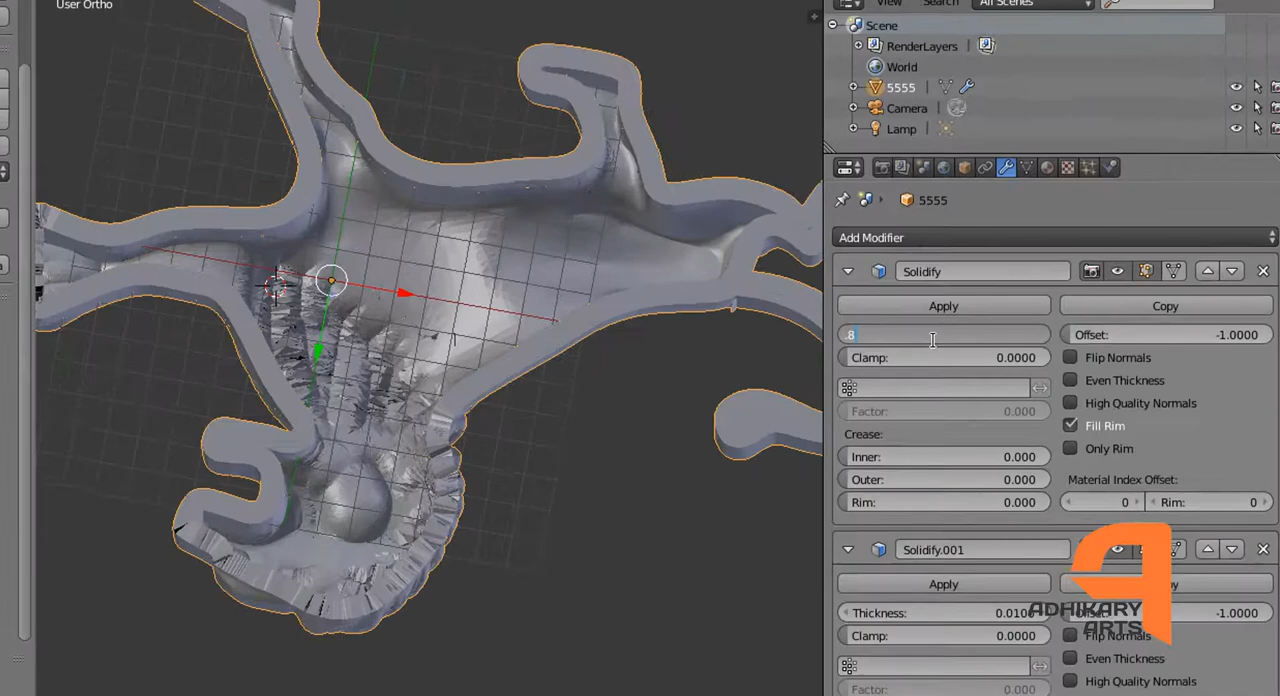 User Ortho
View Search All Scenes
Scene
RenderLayers
World
5555
Camera
Lamp
5555
Add Modifier
Solidify
Apply Copy
.8 Offset: -1.0000
Clamp: 0.0000 Flip Normals
Even Thickness
High Quality Normals
Factor: 0.000
Fill Rim
Crease:
Only Rim
Inner: 0.000
Outer: 0.000 Material Index Offset:
Rim: 0.000 0 Rim: 0
Solidify.001
Apply
Thickness: 0.0100 -1.0000
ADHIKARY
ARTS
Clamp: 0.0000 Flip Normals
Even Thickness
High Quality Normals
Factor: 0.000